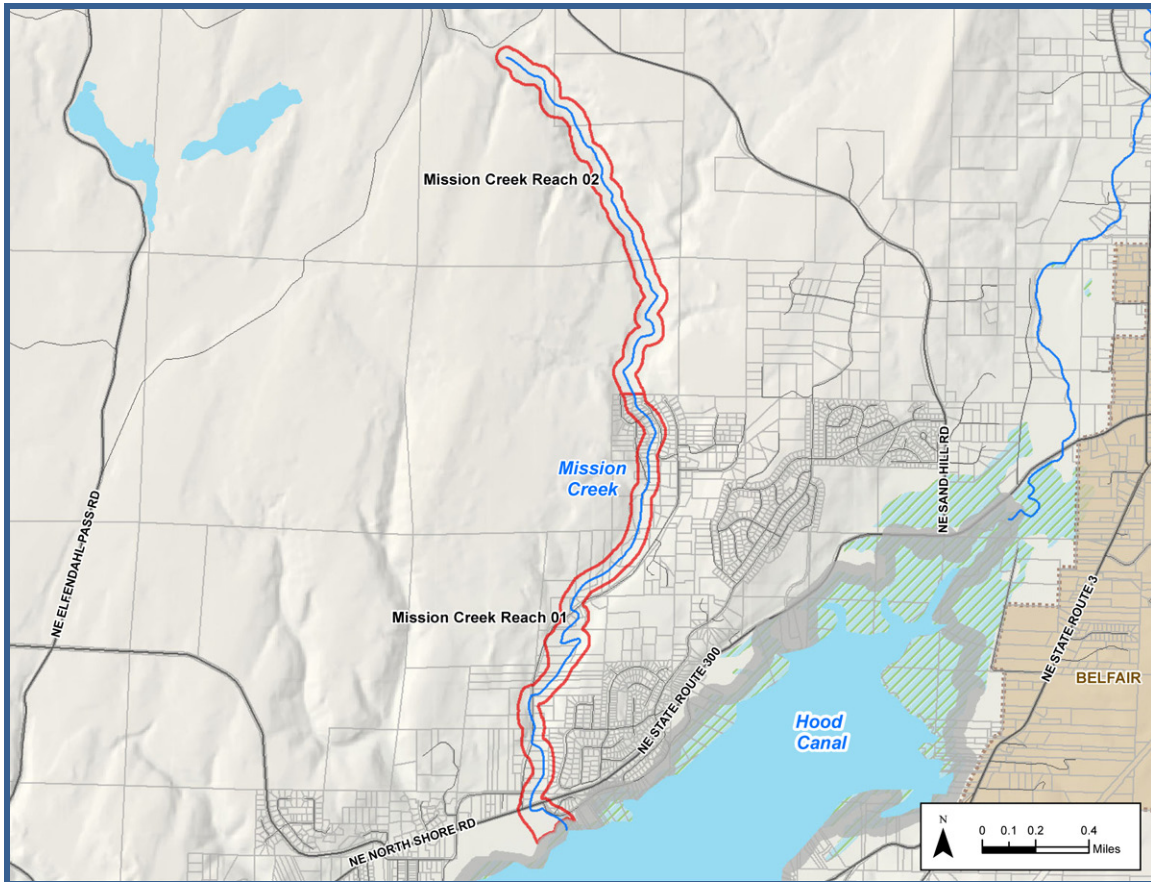 Mission Creek Reach 02
Mission
Creek
NE SAND HILL RD
NE ELFENDAHL PASS RD
Mission Creek Reach 01
NE STATE ROUTE 300
NE STATE ROUTE 3
BELFAIR
Hood
Canal
NE NORTH SHORE RD
N
0 0.1 0.2 0.4
Miles